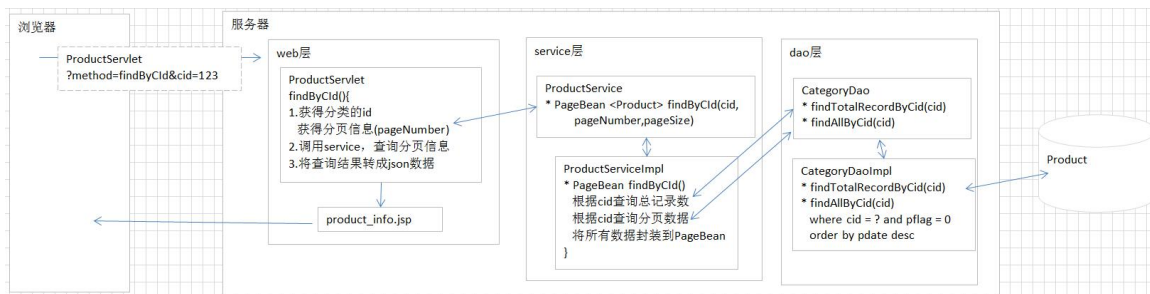 浏览器
ProductServlet
?method=findByCId&cid=123
服务器
web层
ProductServlet
findByCId(){
1.获得分类的id
获得分页信息(pageNumber)
2.调用service，查询分页信息
3.将查询结果转成json数据
product_info.jsp
service层
ProductService
* PageBean <Product> findByCId(cid,
pageNumber,pageSize)
ProductServiceImpl
* PageBean findByCId()
根据cid查询总记录数
根据cid查询分页数据
将所有数据封装到PageBean
}
dao层
CategoryDao
* findTotalRecordByCid(cid)
* findAllByCid(cid)
CategoryDaoImpl
* findTotalRecordByCid(cid)
* findAllByCid(cid)
where cid = ? and pflag = 0
order by pdate desc
Product